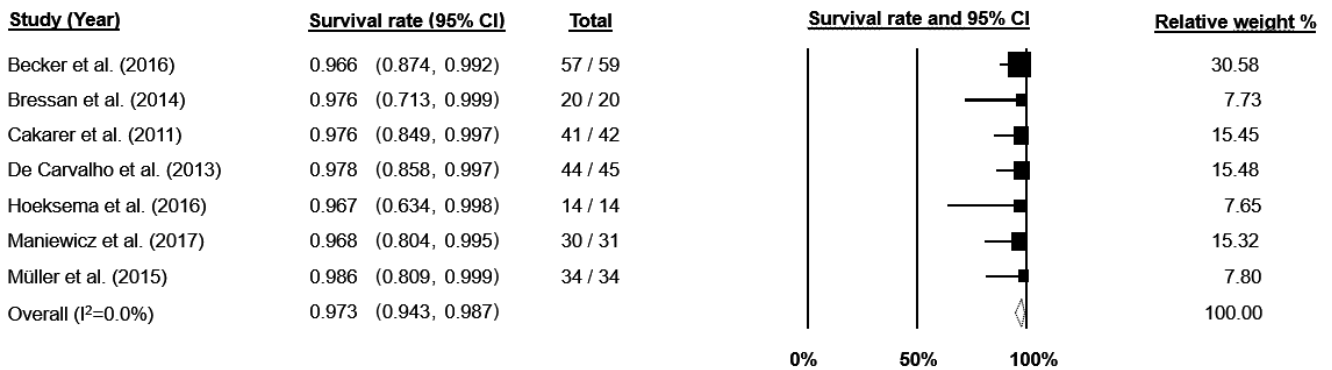 Study (Year) Survival rate (95% CI) Total Survival rate and 95% CI Relative weight %
Becker et al. (2016) 0.966 (0.874, 0.992) 57 / 59 30.58
Bressan et al. (2014) 0.976 (0.713, 0.999) 20 / 20 7.73
Cakarer et al. (2011) 0.976 (0.849, 0.997) 41 / 42 15.45
De Carvalho et al. (2013) 0.978 (0.858, 0.997) 44 / 45 15.48
Hoeksema et al. (2016) 0.967 (0.634, 0.998) 14 / 14 7.65
Maniewicz et al. (2017) 0.968 (0.804, 0.995) 30 / 31 15.32
Müller et al. (2015) 0.986 (0.809, 0.999) 34 / 34 7.80
Overall (I²=0.0%) 0.973 (0.943, 0.987) 100.00
0% 50% 100%